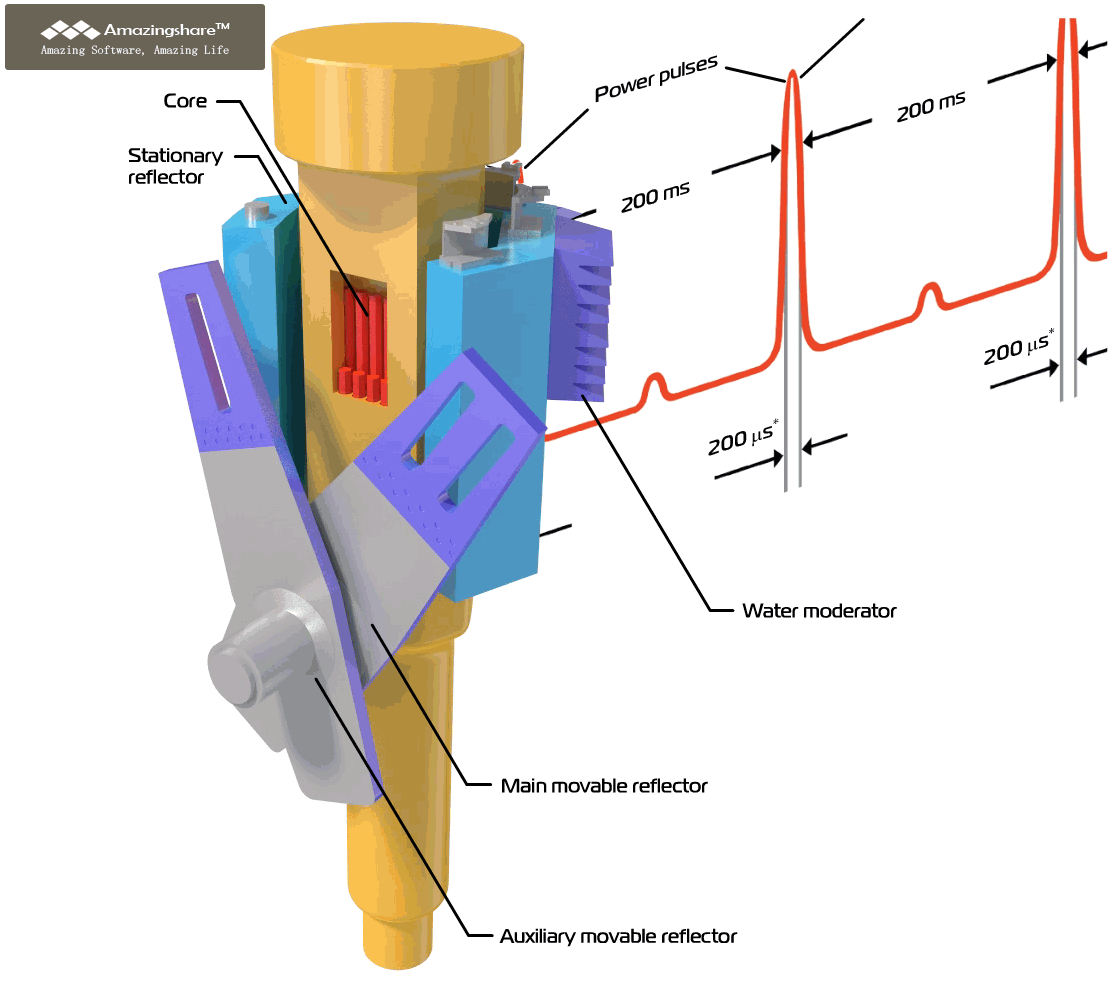 Amazingshare™
Amazing Software, Amazing Life
Core
Stationary
reflector
Power pulses
200 ms
200 ms
200 µs*
200 µs*
Water moderator
Main movable reflector
Auxiliary movable reflector